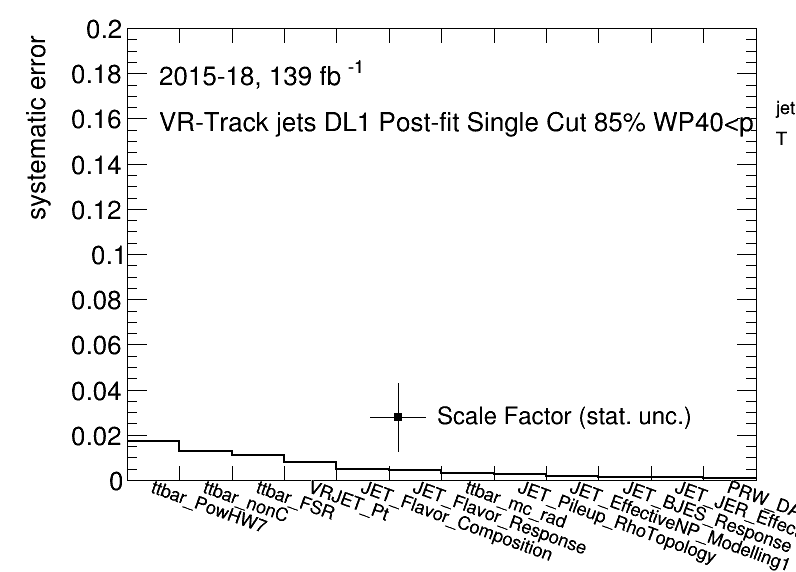 systematic error
0.2
0.18
0.16
0.14
0.12
0.1
0.08
0.06
0.04
0.02
0
2015-18, 139 fb -1
VR-Track jets DL1 Post-fit Single Cut 85% WP40<p
jet
T
Scale Factor (stat. unc.)
ttbar_PowHW7
ttbar_nonC
ttbar_FSR
VRJET_Pt
JET_Flavor_Composition
JET_Flavor_Response
ttbar_mc_rad
JET_Pileup_RhoTopology
JET_EffectiveNP_Modelling1
JET_BJES_Response
JET_JER_Effec
PRW_DA